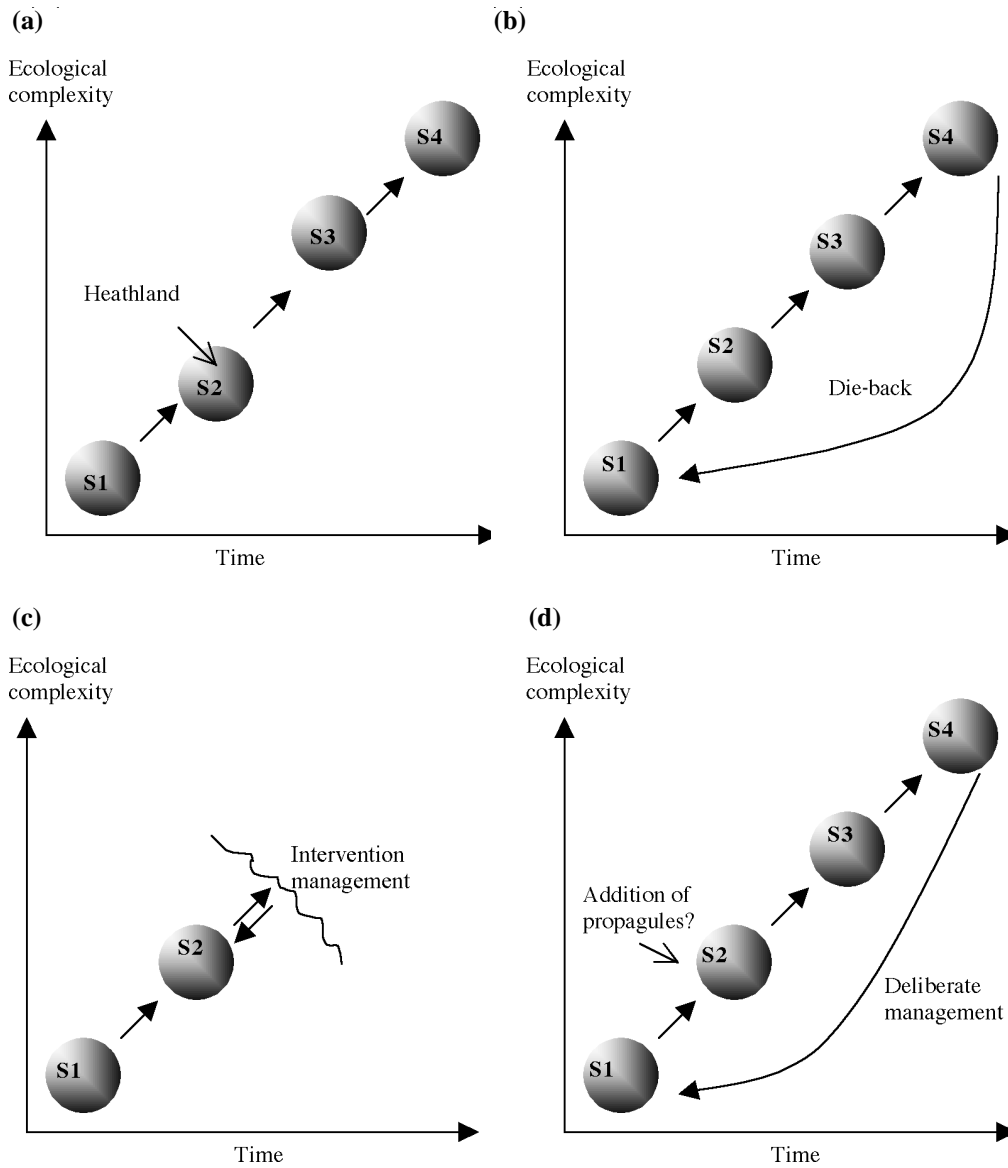 (a)
Ecological
complexity
S4
S3
Heathland
S2
S1
Time
(b)
Ecological
complexity
S4
S3
S2
Die-back
S1
Time
(c)
Ecological
complexity
Intervention
management
S2
S1
Time
(d)
Ecological
complexity
S4
S3
Addition of
propagules?
S2
Deliberate
management
S1
Time